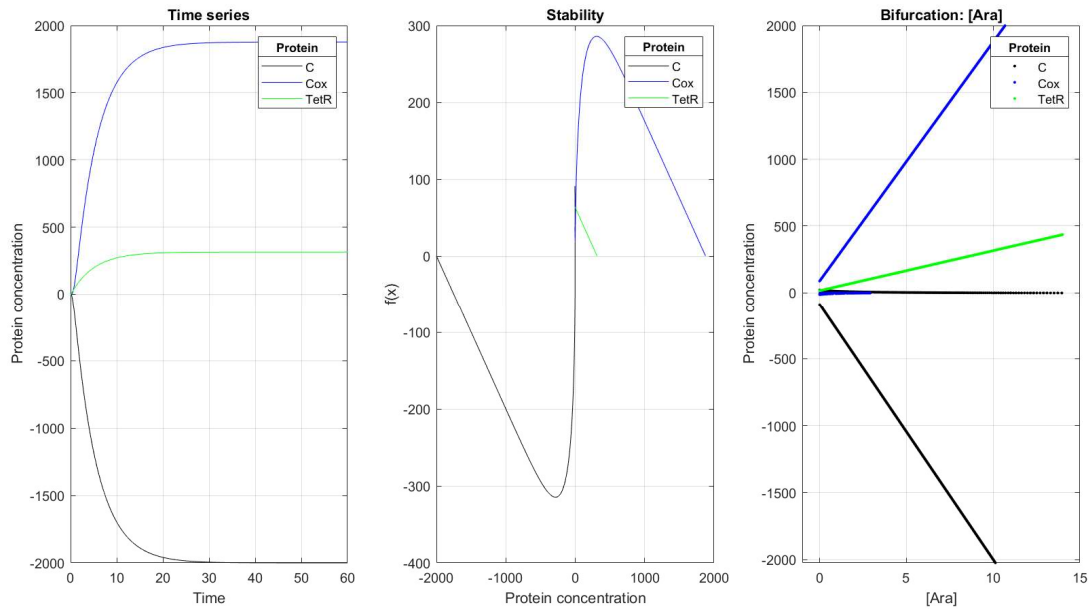 Time series
2000
1500
1000
500
0
-500
-1000
-1500
-2000
0
10
20
30
40
50
60
Protein concentration
Time
Protein
C
Cox
TetR
Stability
300
200
100
0
-100
-200
-300
-400
-2000
-1000
0
1000
2000
f(x)
Protein concentration
Protein
C
Cox
TetR
Bifurcation: [Ara]
2000
1500
1000
500
0
-500
-1000
-1500
-2000
0
5
10
15
Protein concentration
[Ara]
Protein
C
Cox
TetR